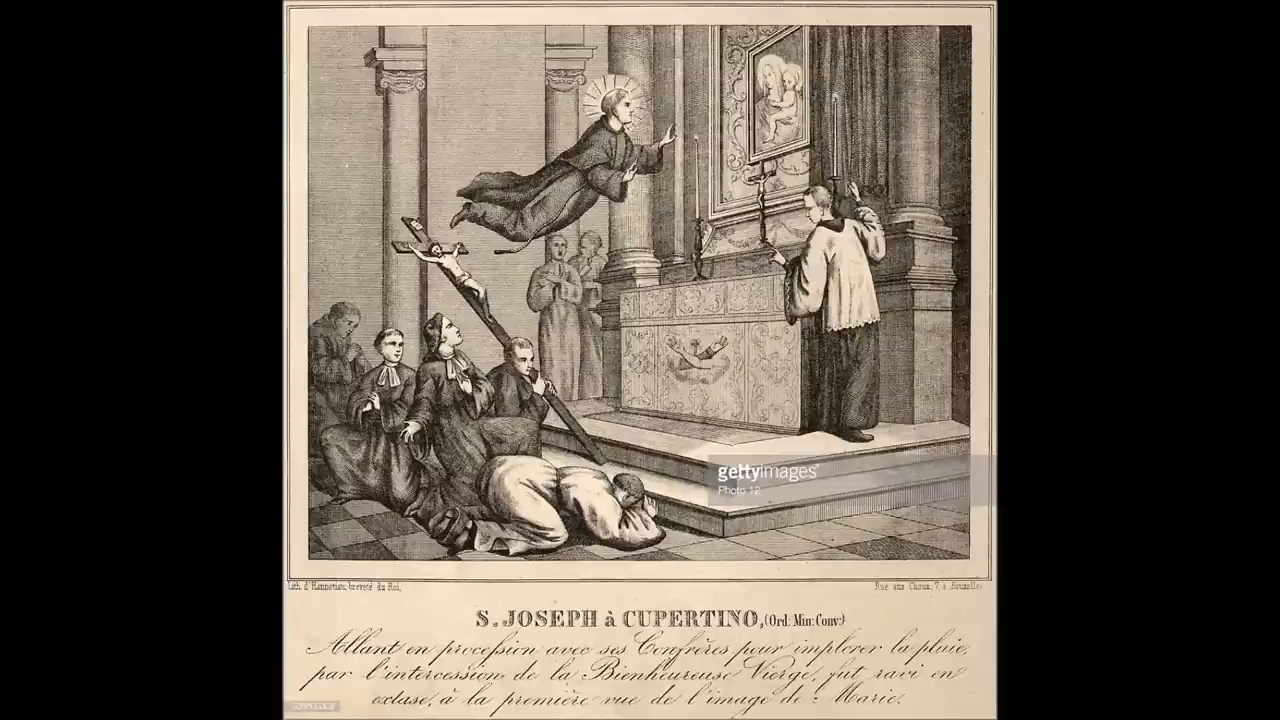 gettyimages
Photo 12
Lith. d'Hannotiau, breveté du Roi,
Rue aux Choux, 7, à Bruxelles
S. JOSEPH à CUPERTINO, (Ord: Min: Conv:)
Allant en procession avec ses Confrères pour implorer la pluie,
par l'intercession de la Bienheureuse Vierge, fut ravi en
extase, à la première vue de l'image de : Marie.